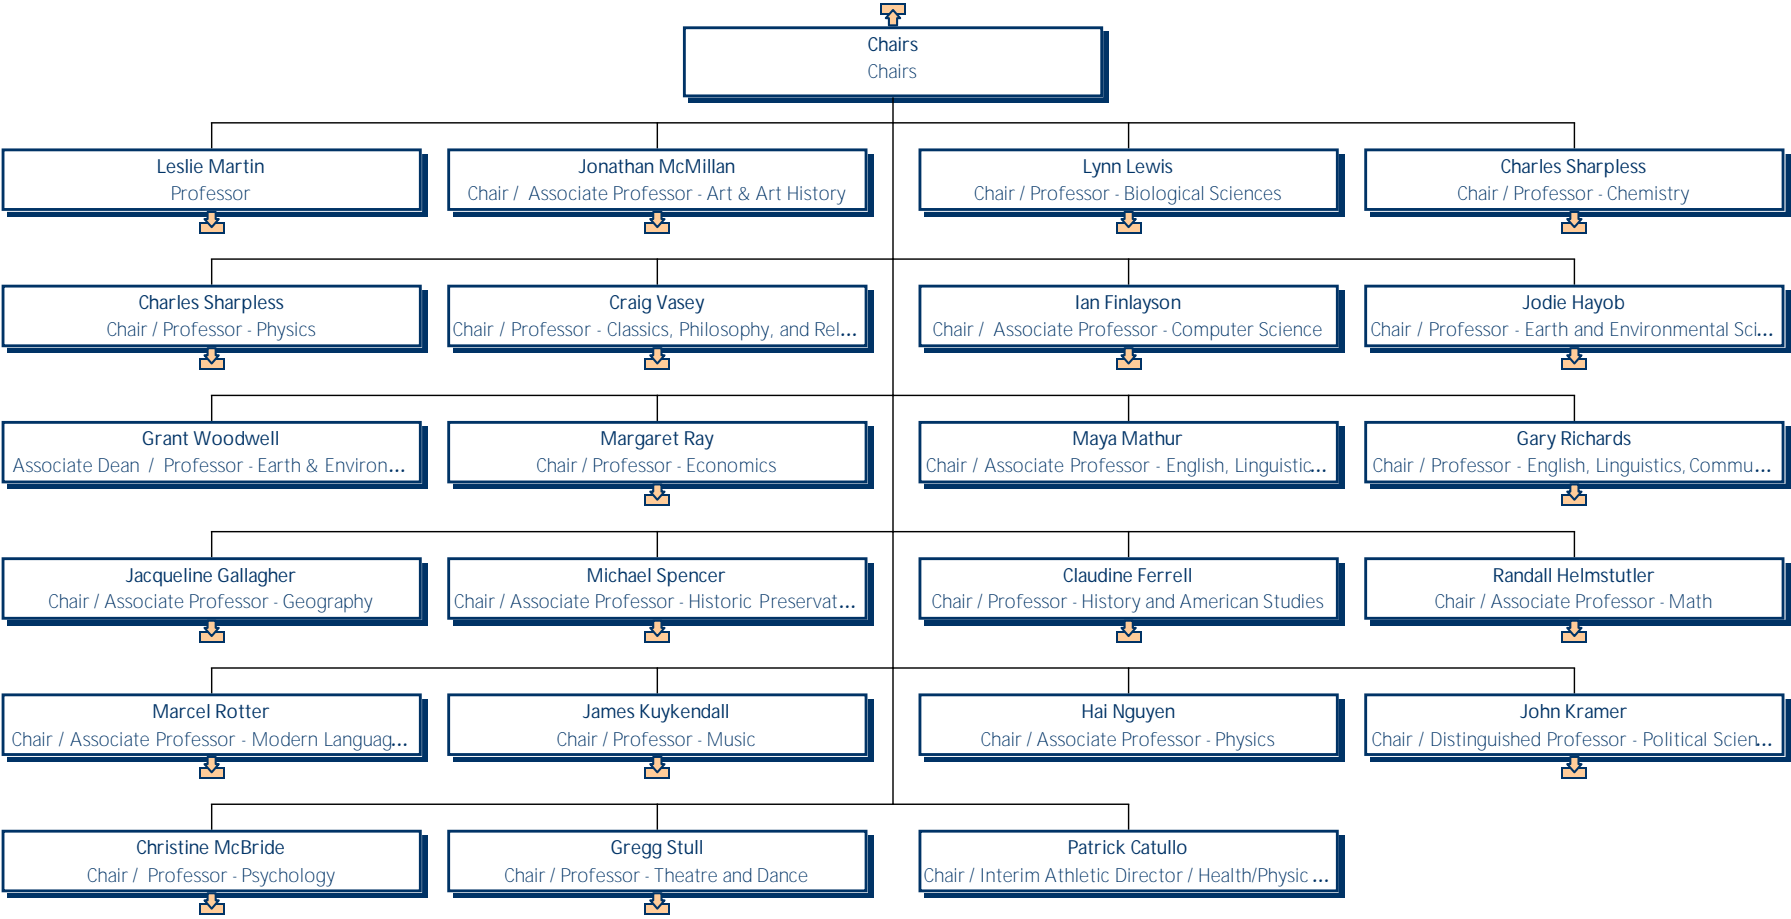 Chairs
Chairs
Leslie Martin
Professor
Jonathan McMillan
Chair / Associate Professor - Art & Art History
Lynn Lewis
Chair / Professor - Biological Sciences
Charles Sharpless
Chair / Professor - Chemistry
Charles Sharpless
Chair / Professor - Physics
Craig Vasey
Chair / Professor - Classics, Philosophy, and Rel...
Ian Finlayson
Chair / Associate Professor - Computer Science
Jodie Hayob
Chair / Professor - Earth and Environmental Sci...
Grant Woodwell
Associate Dean / Professor - Earth & Environ...
Margaret Ray
Chair / Professor - Economics
Maya Mathur
Chair / Associate Professor - English, Linguistic...
Gary Richards
Chair / Professor - English, Linguistics, Commu...
Jacqueline Gallagher
Chair / Associate Professor - Geography
Michael Spencer
Chair / Associate Professor - Historic Preservat...
Claudine Ferrell
Chair / Professor - History and American Studies
Randall Helmstutler
Chair / Associate Professor - Math
Marcel Rotter
Chair / Associate Professor - Modern Languag...
James Kuykendall
Chair / Professor - Music
Hai Nguyen
Chair / Associate Professor - Physics
John Kramer
Chair / Distinguished Professor - Political Scien...
Christine McBride
Chair / Professor - Psychology
Gregg Stull
Chair / Professor - Theatre and Dance
Patrick Catullo
Chair / Interim Athletic Director / Health/Physic ...